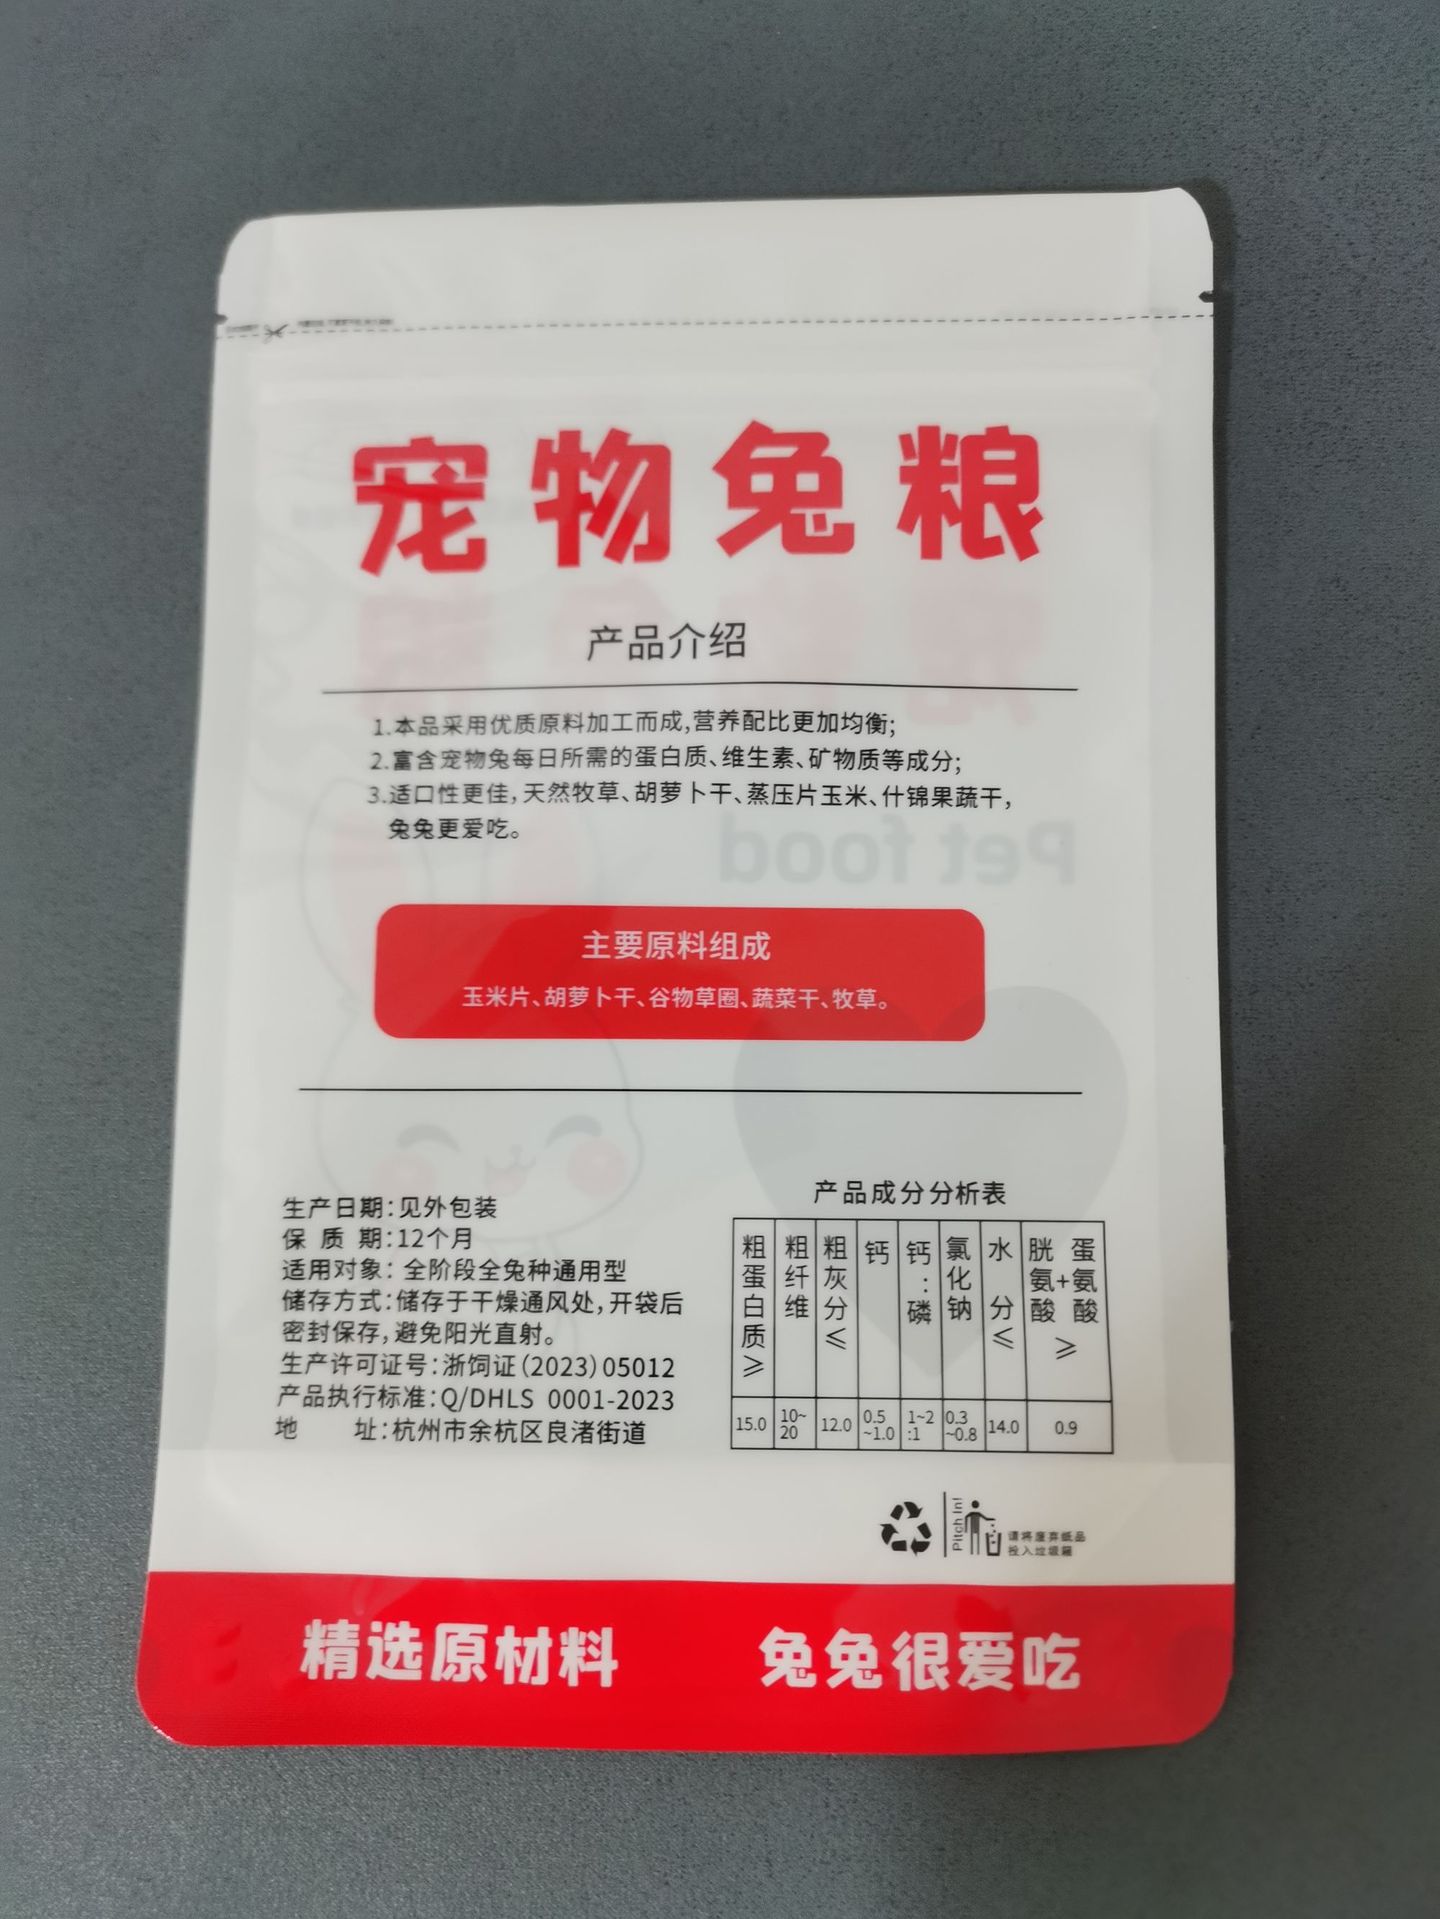 宠物兔粮
产品介绍
1.本品采用优质原料加工而成,营养配比更加均衡;
2.富含宠物兔每日所需的蛋白质、维生素、矿物质等成分;
3.适口性更佳,天然牧草、胡萝卜干、蒸压片玉米、什锦果蔬干,
兔兔更爱吃。
Pet food
主要原料组成
玉米片、胡萝卜干、谷物草圈、蔬菜干、牧草。
生产日期:见外包装
保 质 期:12个月
适用对象: 全阶段全兔种通用型
储存方式:储存于干燥通风处,开袋后
密封保存,避免阳光直射。
生产许可证号:浙饲证(2023)05012
产品执行标准:Q/DHLS 0001-2023
地 址:杭州市余杭区良渚街道
产品成分分析表
粗蛋白质≥ 粗纤维 粗灰分≤ 钙 钙:磷 氯化钠 水分≤ 胱氨酸+蛋氨酸≥
15.0 10~20 12.0 0.5~1.0 1~2:1 0.3~0.8 14.0 0.9
Pitch In!
请将废弃纸品
投入垃圾箱
精选原材料 兔兔很爱吃